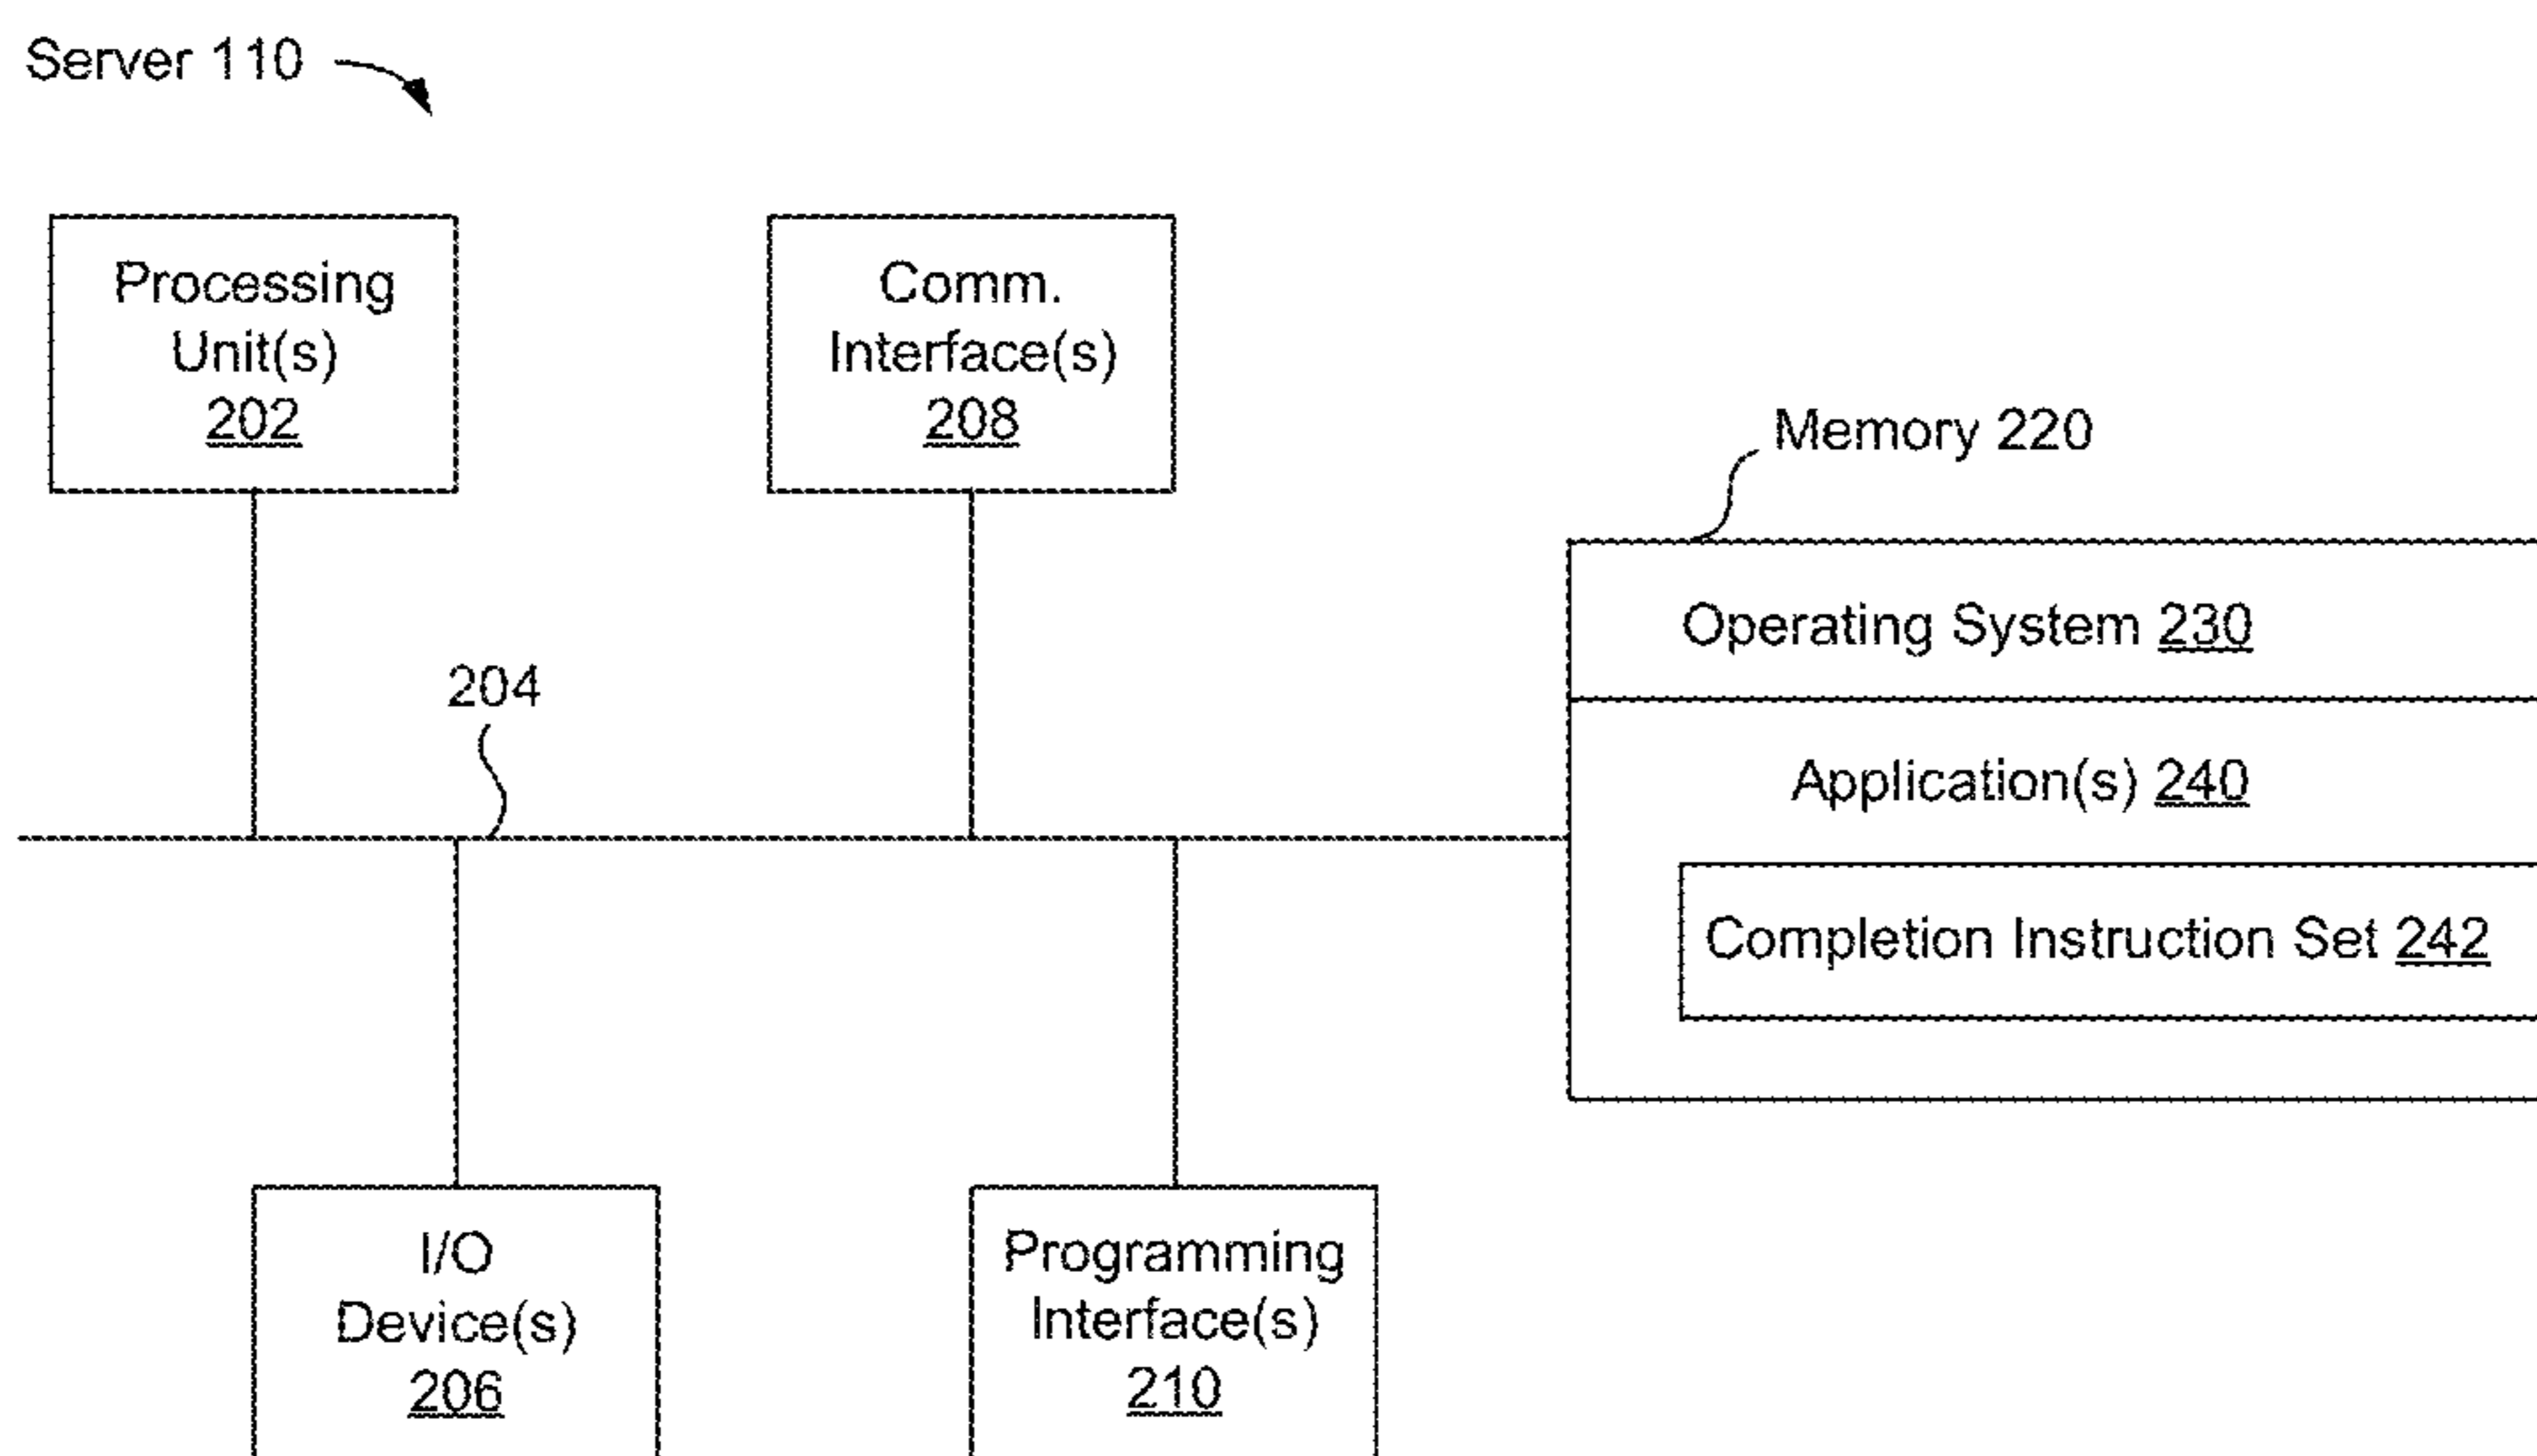 Server 110
Processing
Unit(s)
202
Comm.
Interface(s)
208
Memory 220
Operating System 230
204
Application(s) 240
Completion Instruction Set 242
I/O
Device(s)
206
Programming
Interface(s)
210